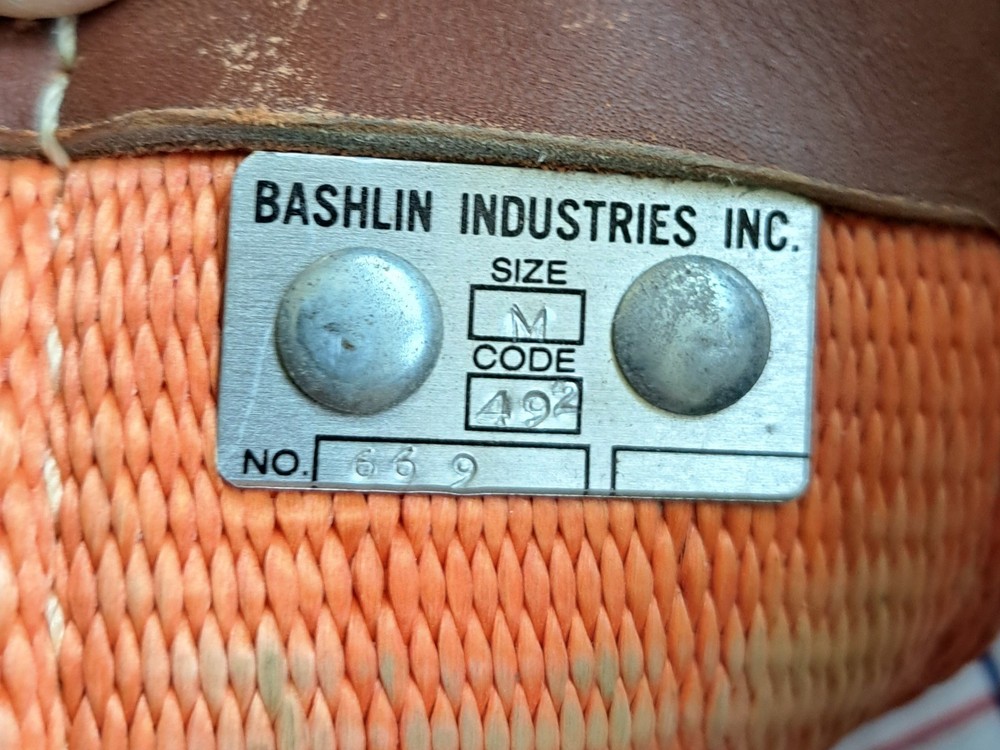 BASHLIN INDUSTRIES INC.
SIZE
M
CODE
492
NO. 669